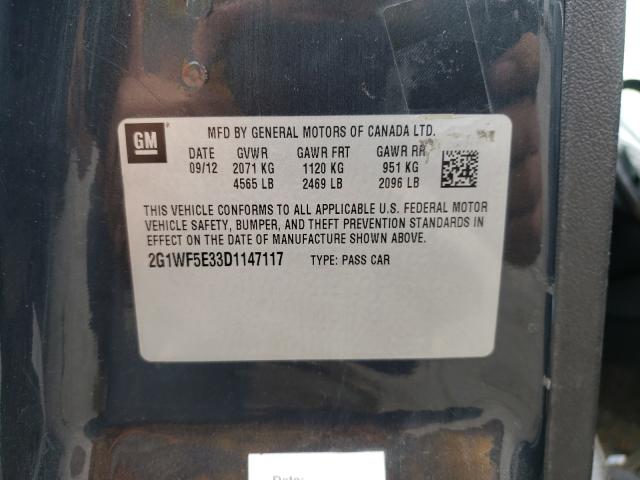 GM
MFD BY GENERAL MOTORS OF CANADA LTD.
DATE GVWR GAWR FRT GAWR RR
09/12 2071 KG 1120 KG 951 KG
4565 LB 2469 LB 2096 LB
THIS VEHICLE CONFORMS TO ALL APPLICABLE U.S. FEDERAL MOTOR
VEHICLE SAFETY, BUMPER, AND THEFT PREVENTION STANDARDS IN
EFFECT ON THE DATE OF MANUFACTURE SHOWN ABOVE.
2G1WF5E33D1147117 TYPE: PASS CAR
Date: